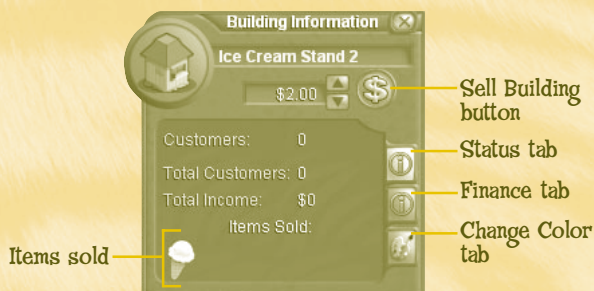 Building Information
Ice Cream Stand 2
$2.00
Sell Building
button
Customers: 0
Status tab
Total Customers: 0
Finance tab
Total Income: $0
Items Sold:
Change Color
tab
Items sold